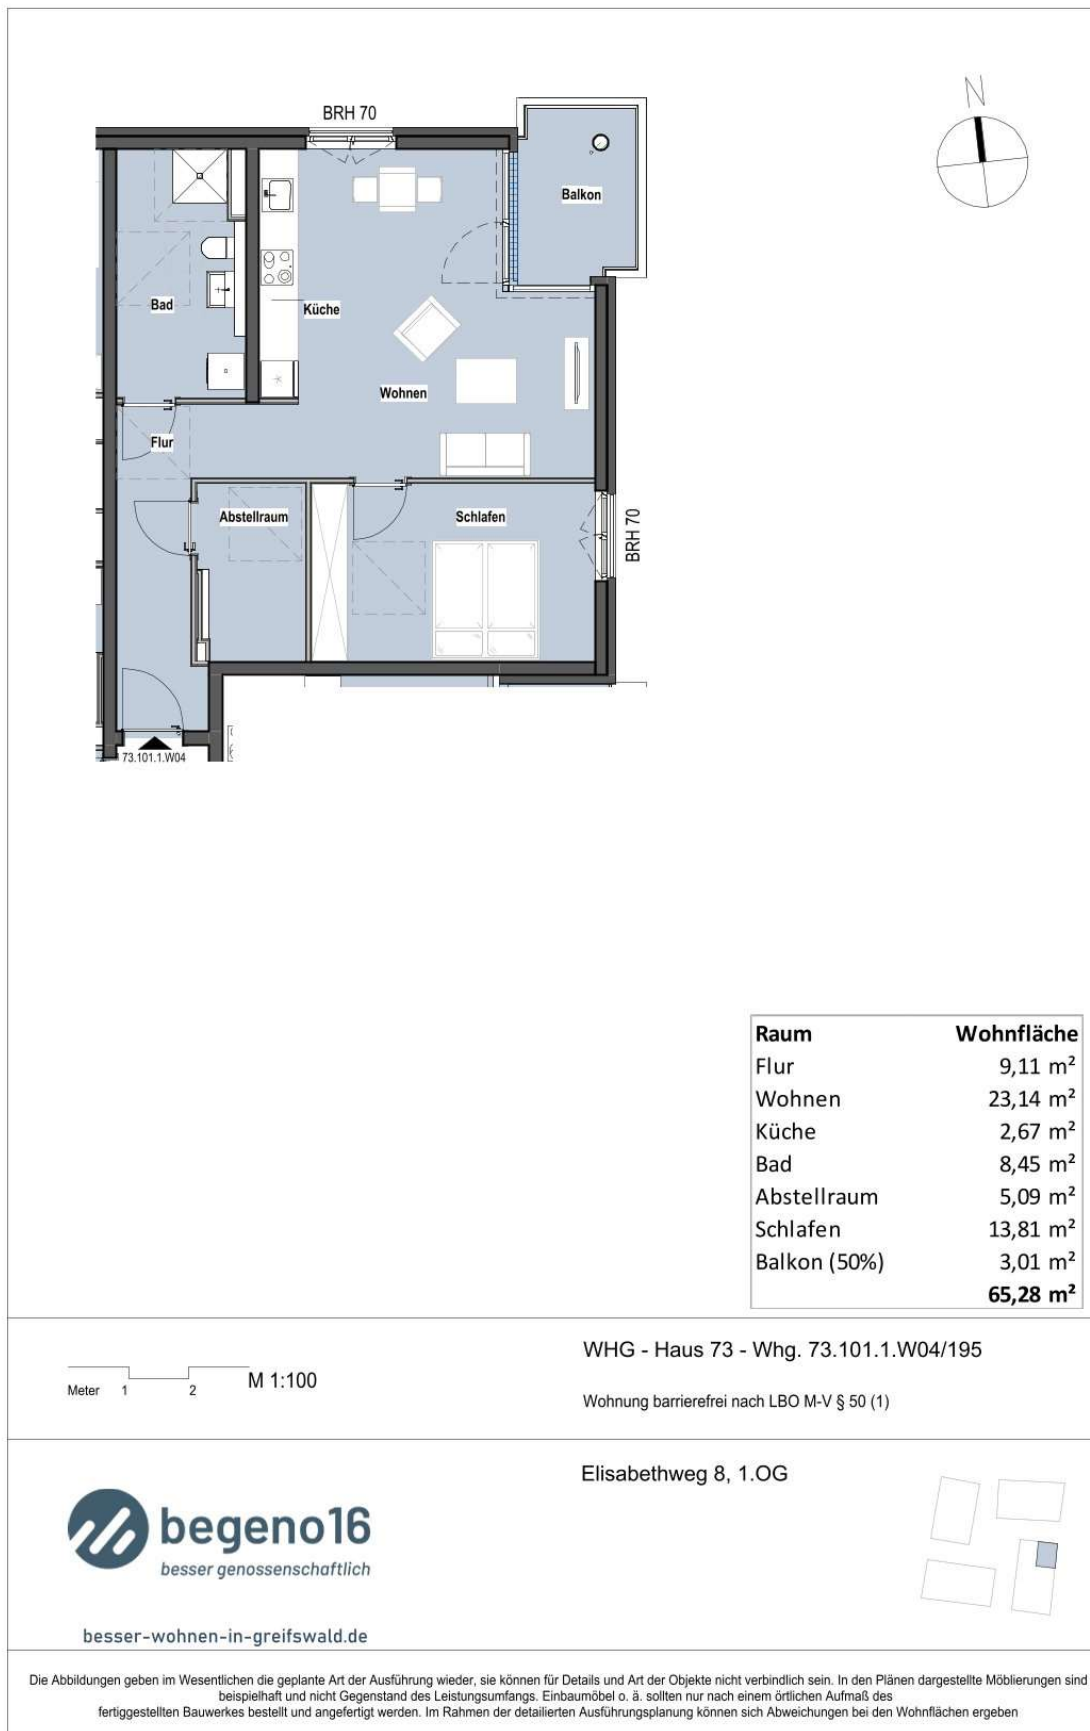 N
BRH 70
Balkon
Bad
Küche
Wohnen
Flur
Abstellraum
Schlafen
BRH 70
73.101.1.W04
Raum Wohnfläche
Flur 9,11 m²
Wohnen 23,14 m²
Küche 2,67 m²
Bad 8,45 m²
Abstellraum 5,09 m²
Schlafen 13,81 m²
Balkon (50%) 3,01 m²
65,28 m²
WHG - Haus 73 - Whg. 73.101.1.W04/195
Meter 1 2 M 1:100
Wohnung barrierefrei nach LBO M-V § 50 (1)
Elisabethweg 8, 1.OG
begeno16
besser genossenschaftlich
besser-wohnen-in-greifswald.de
Die Abbildungen geben im Wesentlichen die geplante Art der Ausführung wieder, sie können für Details und Art der Objekte nicht verbindlich sein. In den Plänen dargestellte Möblierungen sind
beispielhaft und nicht Gegenstand des Leistungsumfangs. Einbaumöbel o. ä. sollten nur nach einem örtlichen Aufmaß des
fertiggestellten Bauwerkes bestellt und angefertigt werden. Im Rahmen der detailierten Ausführungsplanung können sich Abweichungen bei den Wohnflächen ergeben